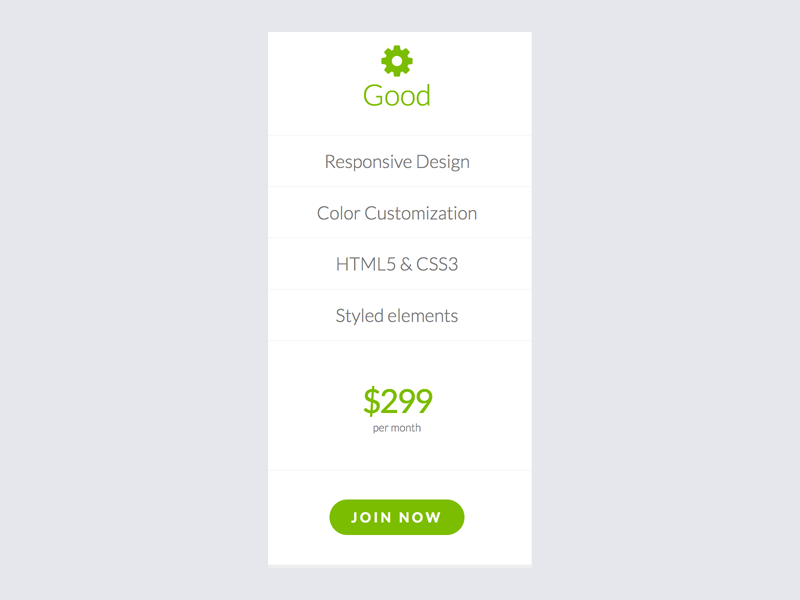 Good
Responsive Design
Color Customization
HTML5 & CSS3
Styled elements
$299
per month
JOIN NOW